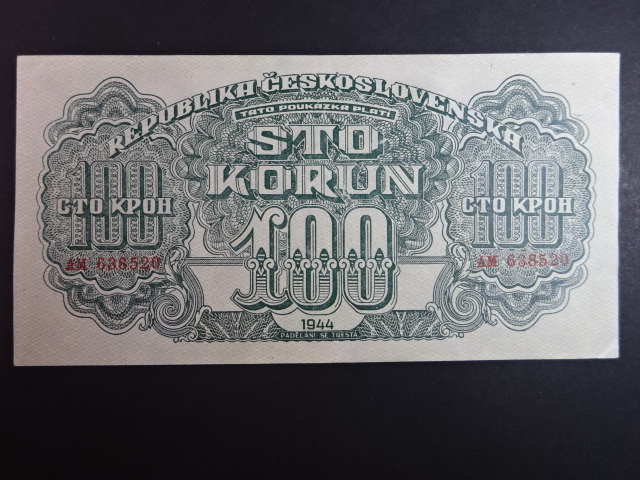 REPUBLIKA ČESKOSLOVENSKÁ
TATO POUKÁZKA PLATÍ
STO
KORUN
100
100
100
СТО КРОН
СТО КРОН
AM 638520
AM 638520
1944
PADĚLÁNÍ SE TRESTÁ